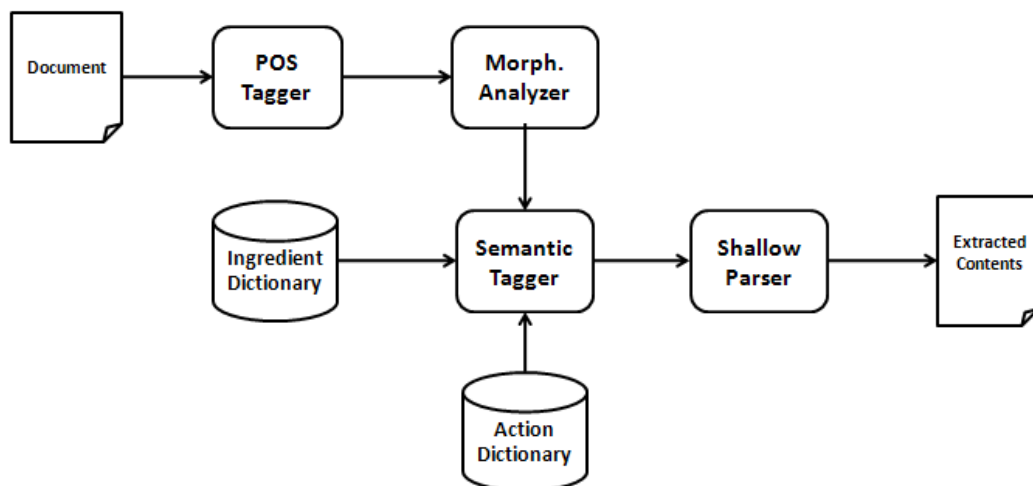 Document
POS
Tagger
Morph.
Analyzer
Ingredient
Dictionary
Semantic
Tagger
Shallow
Parser
Extracted
Contents
Action
Dictionary